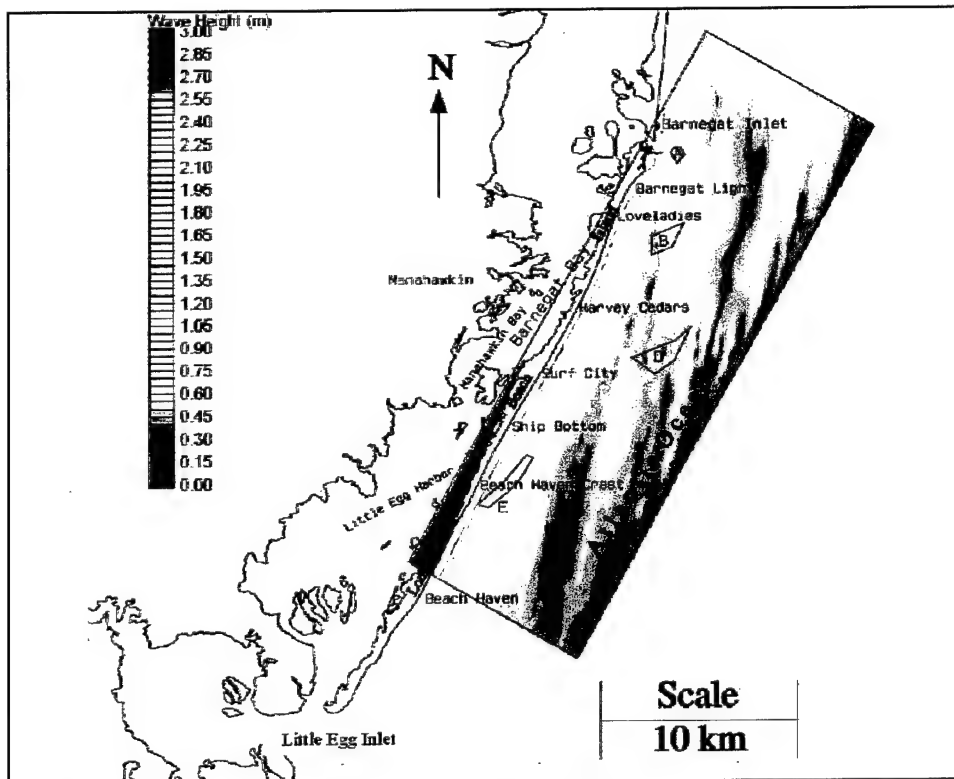 Wave Height (m)
3.00
2.85
2.70
2.55
2.40
2.25
2.10
1.95
1.80
1.65
1.50
1.35
1.20
1.05
0.90
0.75
0.60
0.45
0.30
0.15
0.00
N
Barnegat Inlet
A
Barnegat Light
Loveladies
B
Manahawkin
Barnegat Bay
Manahawkin Bay
Harvey Cedars
D
Surf City
Ship Bottom
Ocean
Little Egg Harbor
Beach Haven Crest
E
Beach Haven
Little Egg Inlet
Scale
10 km